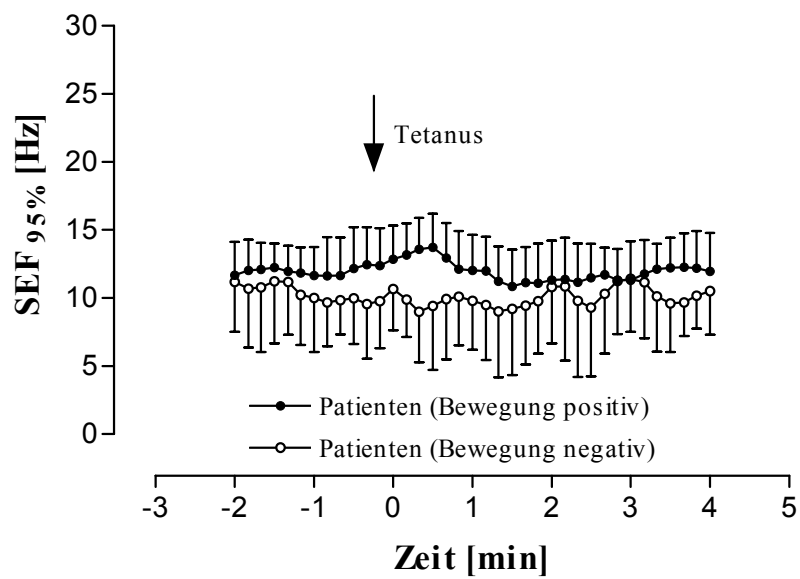 30
25
20
15
10
5
0
SEF 95% [Hz]
Tetanus
Patienten (Bewegung positiv)
Patienten (Bewegung negativ)
-3 -2 -1 0 1 2 3 4 5
Zeit [min]